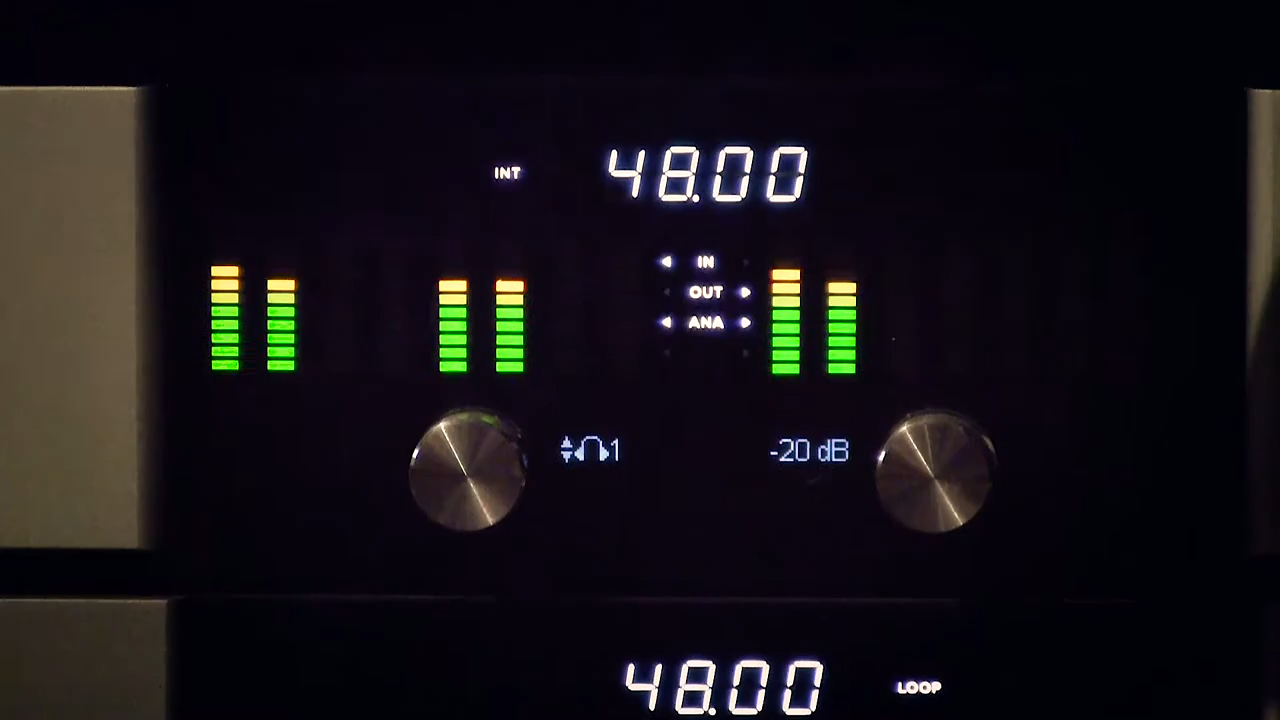 INT 48.00
◄ IN
OUT ►
◄ ANA ►
1 -20 dB
48.00 LOOP